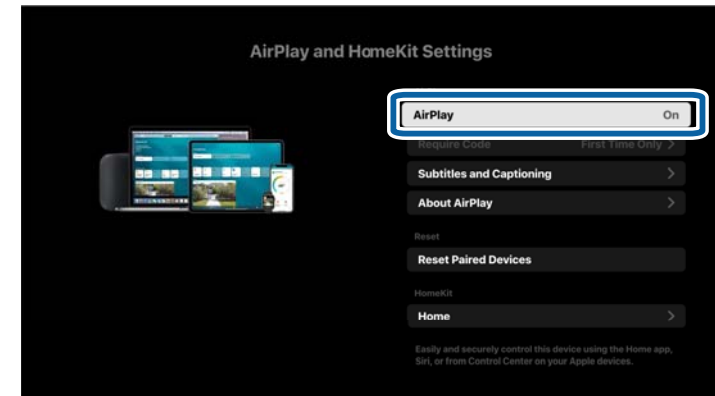 AirPlay and HomeKit Settings
AirPlay On
Require Code First Time Only >
Subtitles and Captioning >
About AirPlay >
Reset
Reset Paired Devices
HomeKit
Home >
Easily and securely control this device using the Home app,
Siri, or from Control Center on your Apple devices.